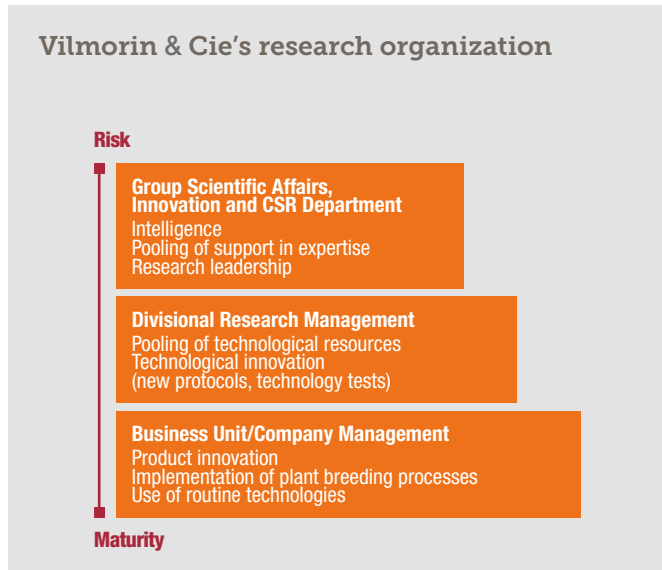 Vilmorin & Cie's research organization
Risk
Group Scientific Affairs,
Innovation and CSR Department
Intelligence
Pooling of support in expertise
Research leadership
Divisional Research Management
Pooling of technological resources
Technological innovation
(new protocols, technology tests)
Business Unit/Company Management
Product innovation
Implementation of plant breeding processes
Use of routine technologies
Maturity